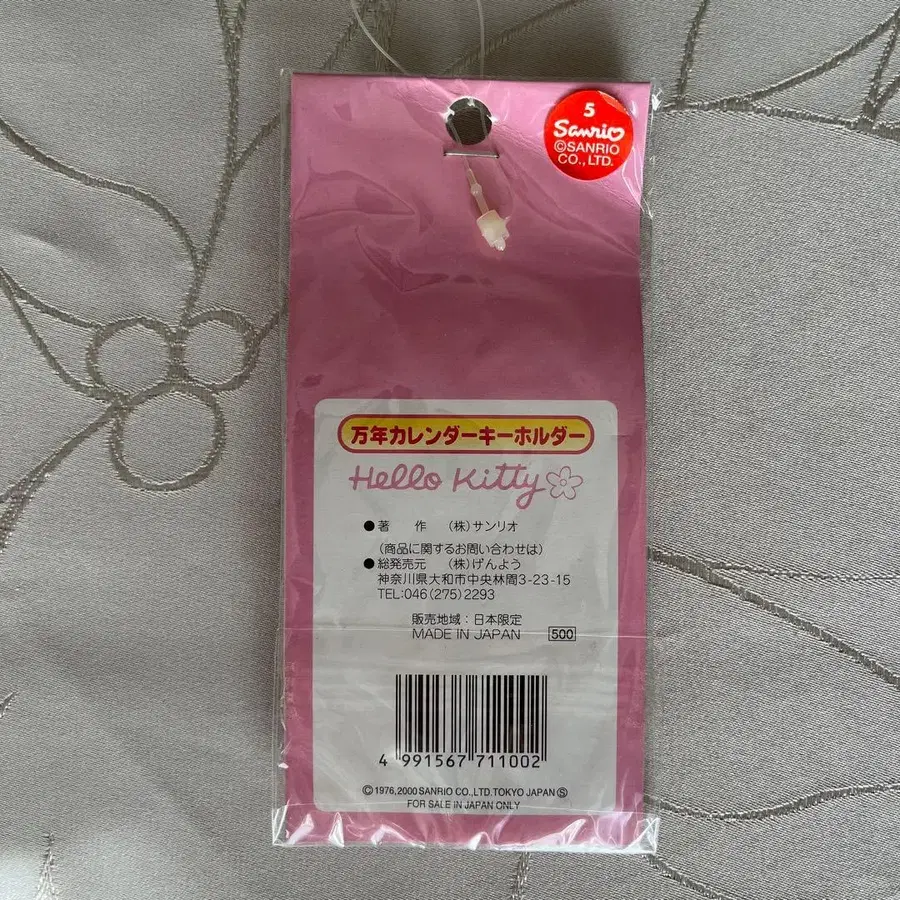 5
Sanrio
©SANRIO
CO., LTD.
万年カレンダーキーホルダー
Hello Kitty
●著　作　(株)サンリオ
(商品に関するお問い合わせは)
●総発売元　(株)げんよう
神奈川県大和市中央林間3-23-15
TEL:046(275)2293
販売地域：日本限定
MADE IN JAPAN 500
4 991567 711002
©1976,2000 SANRIO CO.,LTD. TOKYO JAPAN Ⓢ
FOR SALE IN JAPAN ONLY